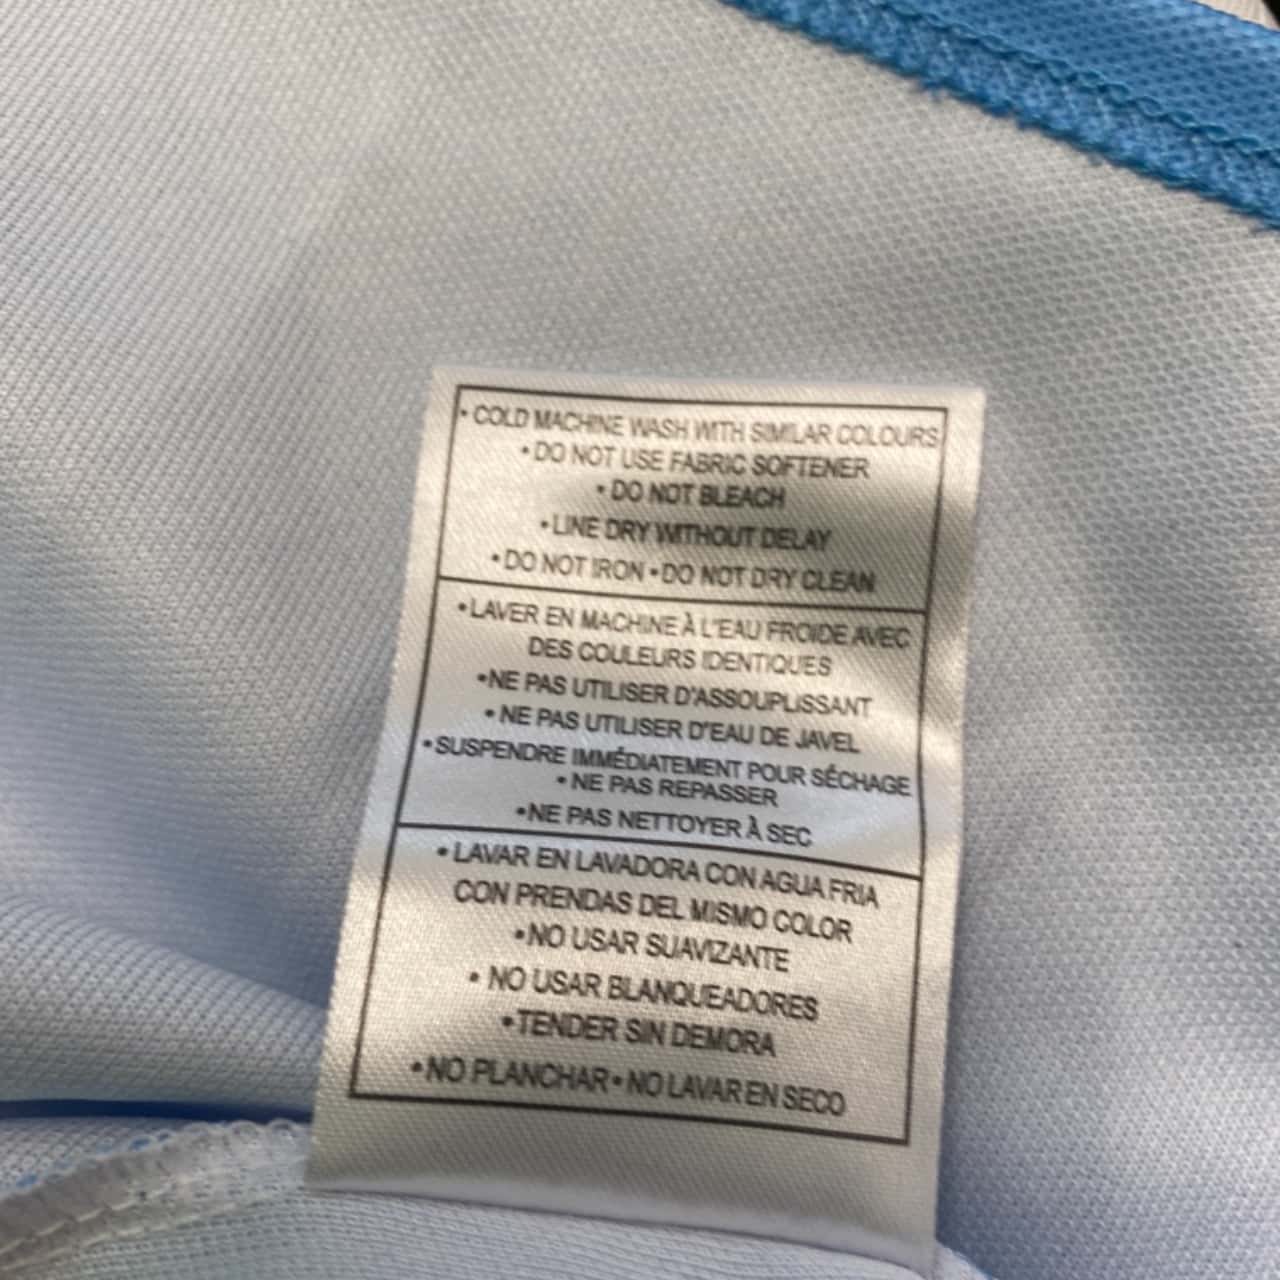 • COLD MACHINE WASH WITH SIMILAR COLOURS
• DO NOT USE FABRIC SOFTENER
• DO NOT BLEACH
• LINE DRY WITHOUT DELAY
• DO NOT IRON • DO NOT DRY CLEAN
• LAVER EN MACHINE À L'EAU FROIDE AVEC
DES COULEURS IDENTIQUES
• NE PAS UTILISER D'ASSOUPLISSANT
• NE PAS UTILISER D'EAU DE JAVEL
• SUSPENDRE IMMÉDIATEMENT POUR SÉCHAGE
• NE PAS REPASSER
• NE PAS NETTOYER À SEC
• LAVAR EN LAVADORA CON AGUA FRIA
CON PRENDAS DEL MISMO COLOR
• NO USAR SUAVIZANTE
• NO USAR BLANQUEADORES
• TENDER SIN DEMORA
• NO PLANCHAR • NO LAVAR EN SECO